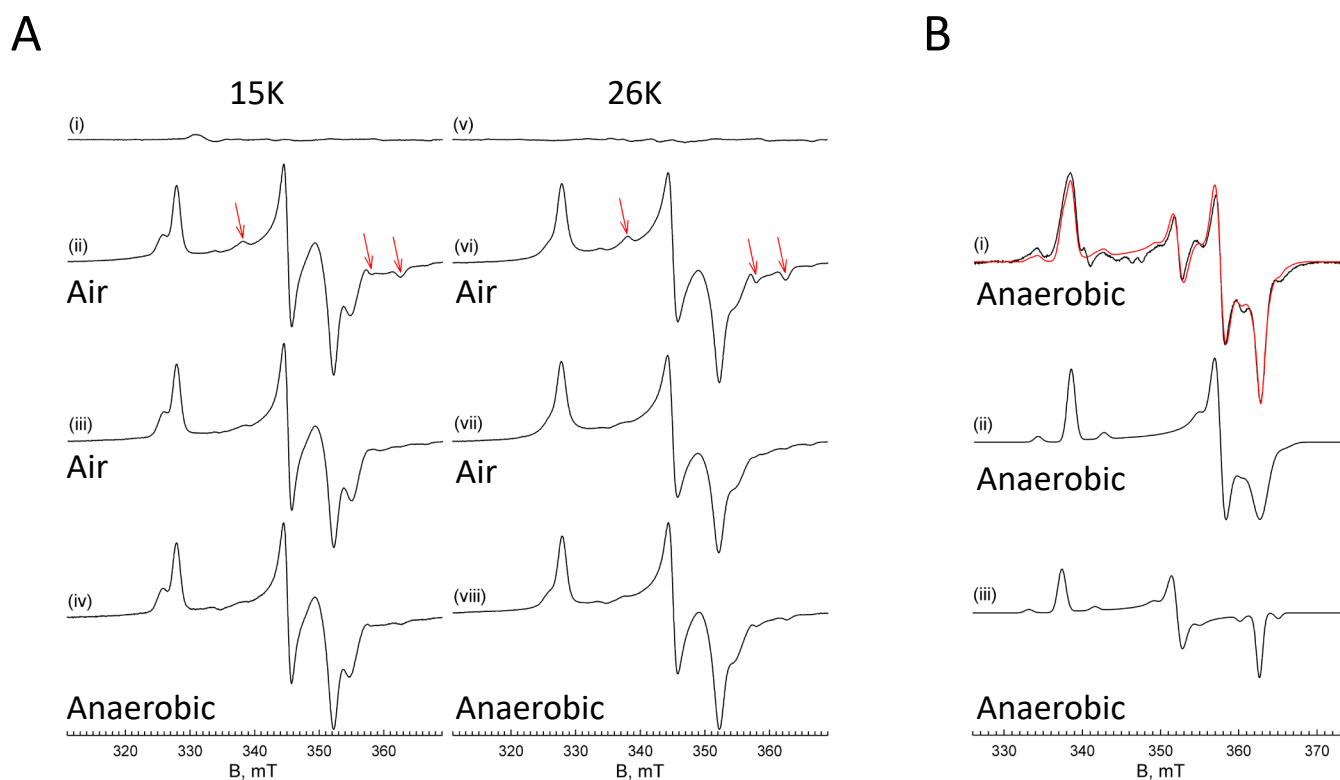 A
B
15K
26K
(i)
(v)
(ii)
(vi)
(i)
Air
Air
Anaerobic
(iii)
(vii)
(ii)
Air
Air
Anaerobic
(iv)
(viii)
(iii)
Anaerobic
Anaerobic
Anaerobic
320 330 340 350 360
320 330 340 350 360
330 340 350 360 370
B, mT
B, mT
B, mT